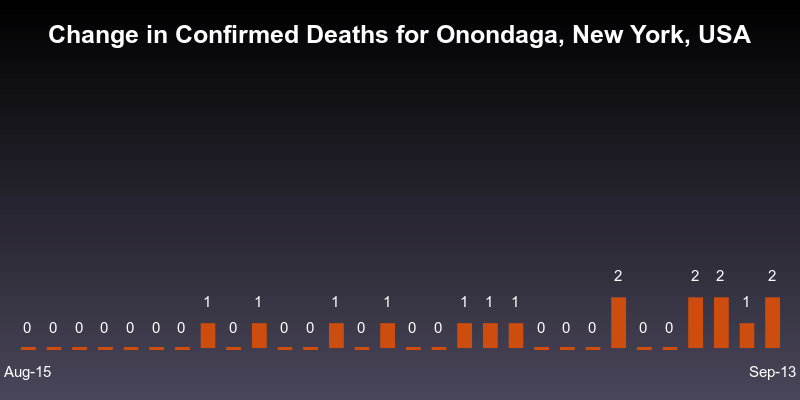 Change in Confirmed Deaths for Onondaga, New York, USA
0 0 0 0 0 0 0 1 0 1 0 0 1 0 1 0 0 1 1 1 0 0 0 2 0 0 2 2 1 2
Aug-15 Sep-13